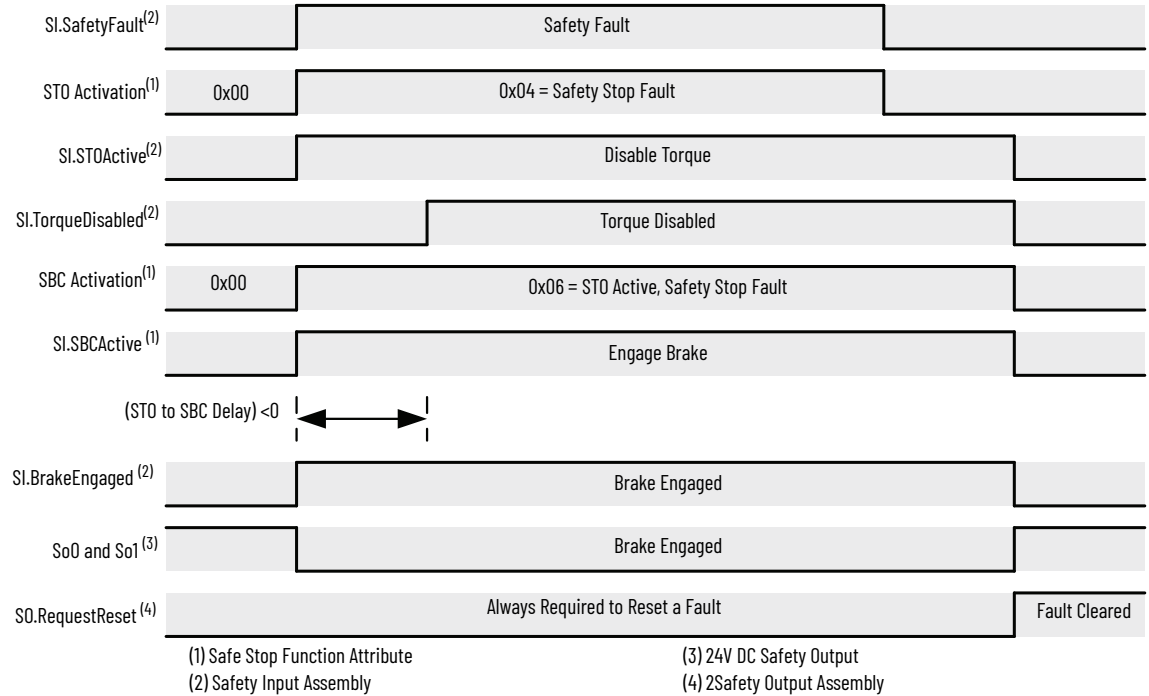 SI.SafetyFault(2) Safety Fault
STO Activation(1) 0x00 0x04 = Safety Stop Fault
SI.STOActive(2) Disable Torque
SI.TorqueDisabled(2) Torque Disabled
SBC Activation(1) 0x00 0x06 = STO Active, Safety Stop Fault
SI.SBCActive (1) Engage Brake
(STO to SBC Delay) <0
SI.BrakeEngaged (2) Brake Engaged
So0 and So1 (3) Brake Engaged
SO.RequestReset (4) Always Required to Reset a Fault Fault Cleared
(1) Safe Stop Function Attribute (3) 24V DC Safety Output
(2) Safety Input Assembly (4) 2Safety Output Assembly